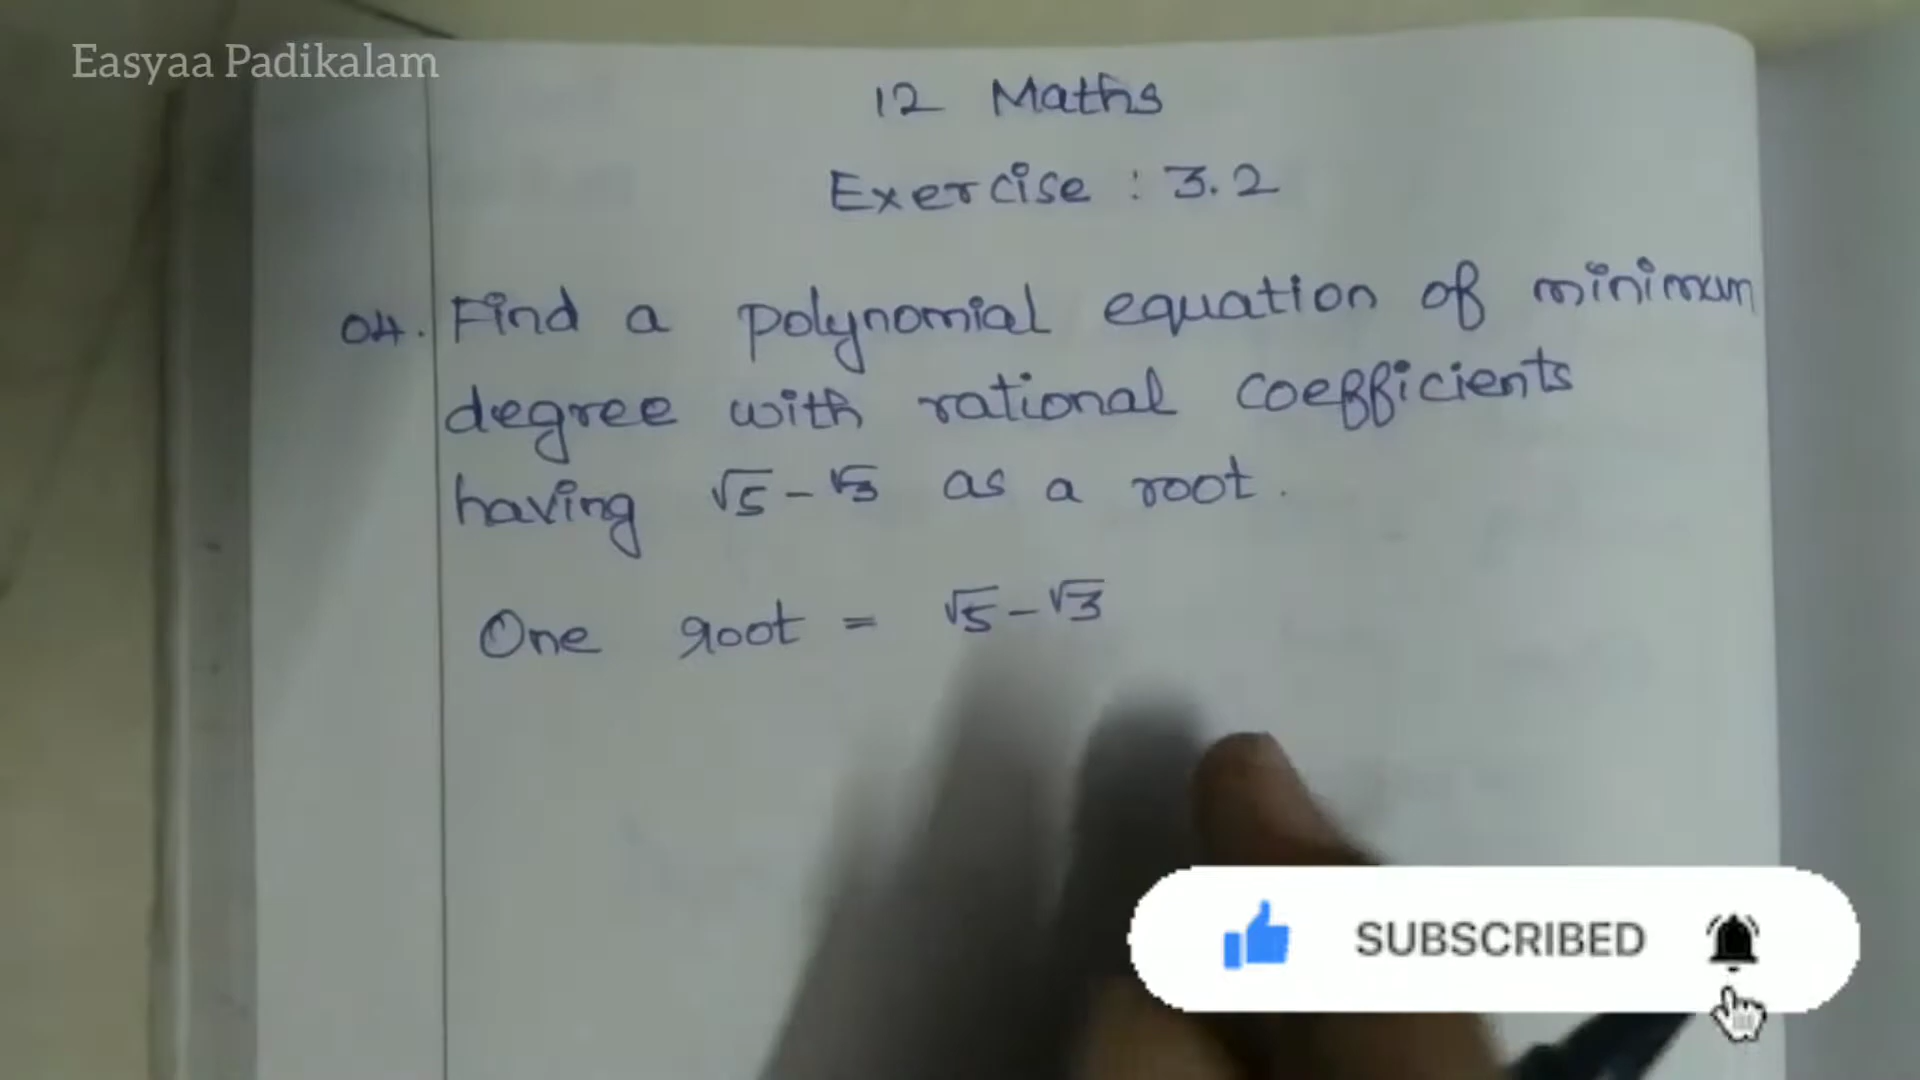 Easyaa Padikalam
12 Maths
Exercise : 3.2
04. Find a polynomial equation of minimum
degree with rational coefficients
having √5 - √3 as a root.
One root = √5 - √3
SUBSCRIBED